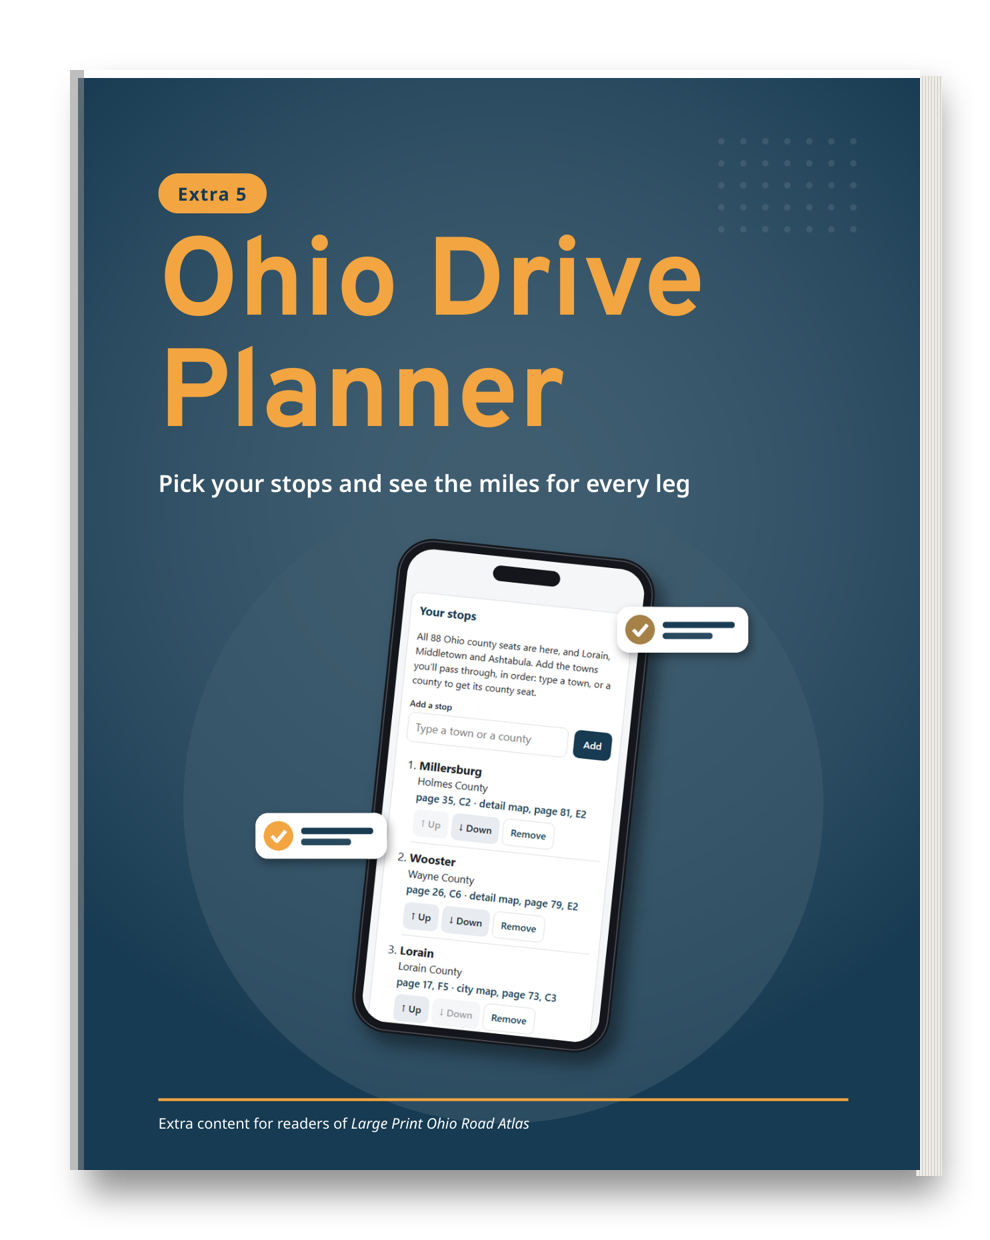 Extra 5
Ohio Drive
Planner
Pick your stops and see the miles for every leg
Your stops
All 88 Ohio county seats are here, and Lorain,
Middletown and Ashtabula. Add the towns
you'll pass through, in order: type a town, or a
county to get its county seat.
Add a stop
Type a town or a county
Add
1. Millersburg
Holmes County
page 35, C2 · detail map, page 81, E2
↑ Up ↓ Down Remove
2. Wooster
Wayne County
page 26, C6 · detail map, page 79, E2
↑ Up ↓ Down Remove
3. Lorain
Lorain County
page 17, F5 · city map, page 73, C3
↑ Up ↓ Down Remove
Extra content for readers of Large Print Ohio Road Atlas